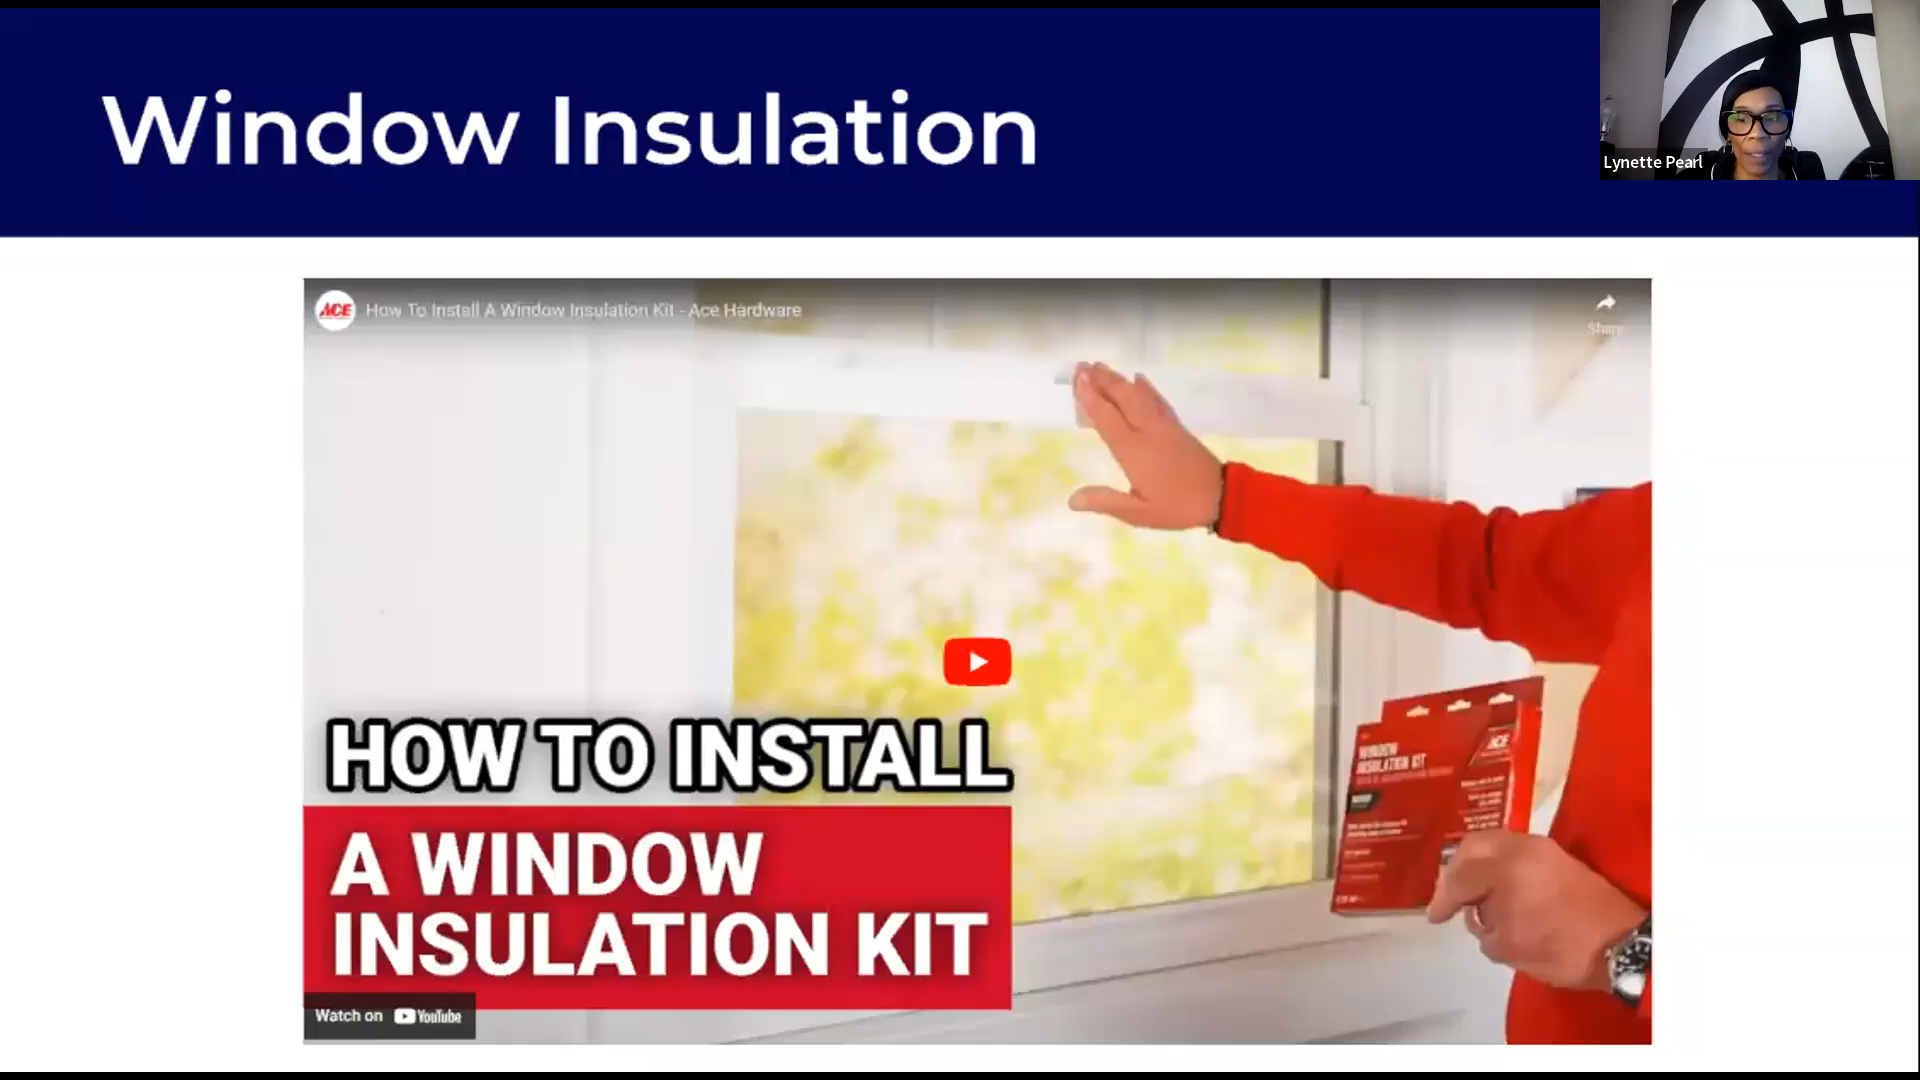 Window Insulation
Lynette Pearl
ACE
How To Install A Window Insulation Kit - Ace Hardware
Share
HOW TO INSTALL
A WINDOW
INSULATION KIT
WINDOW
INSULATION KIT
ACE
Watch on YouTube